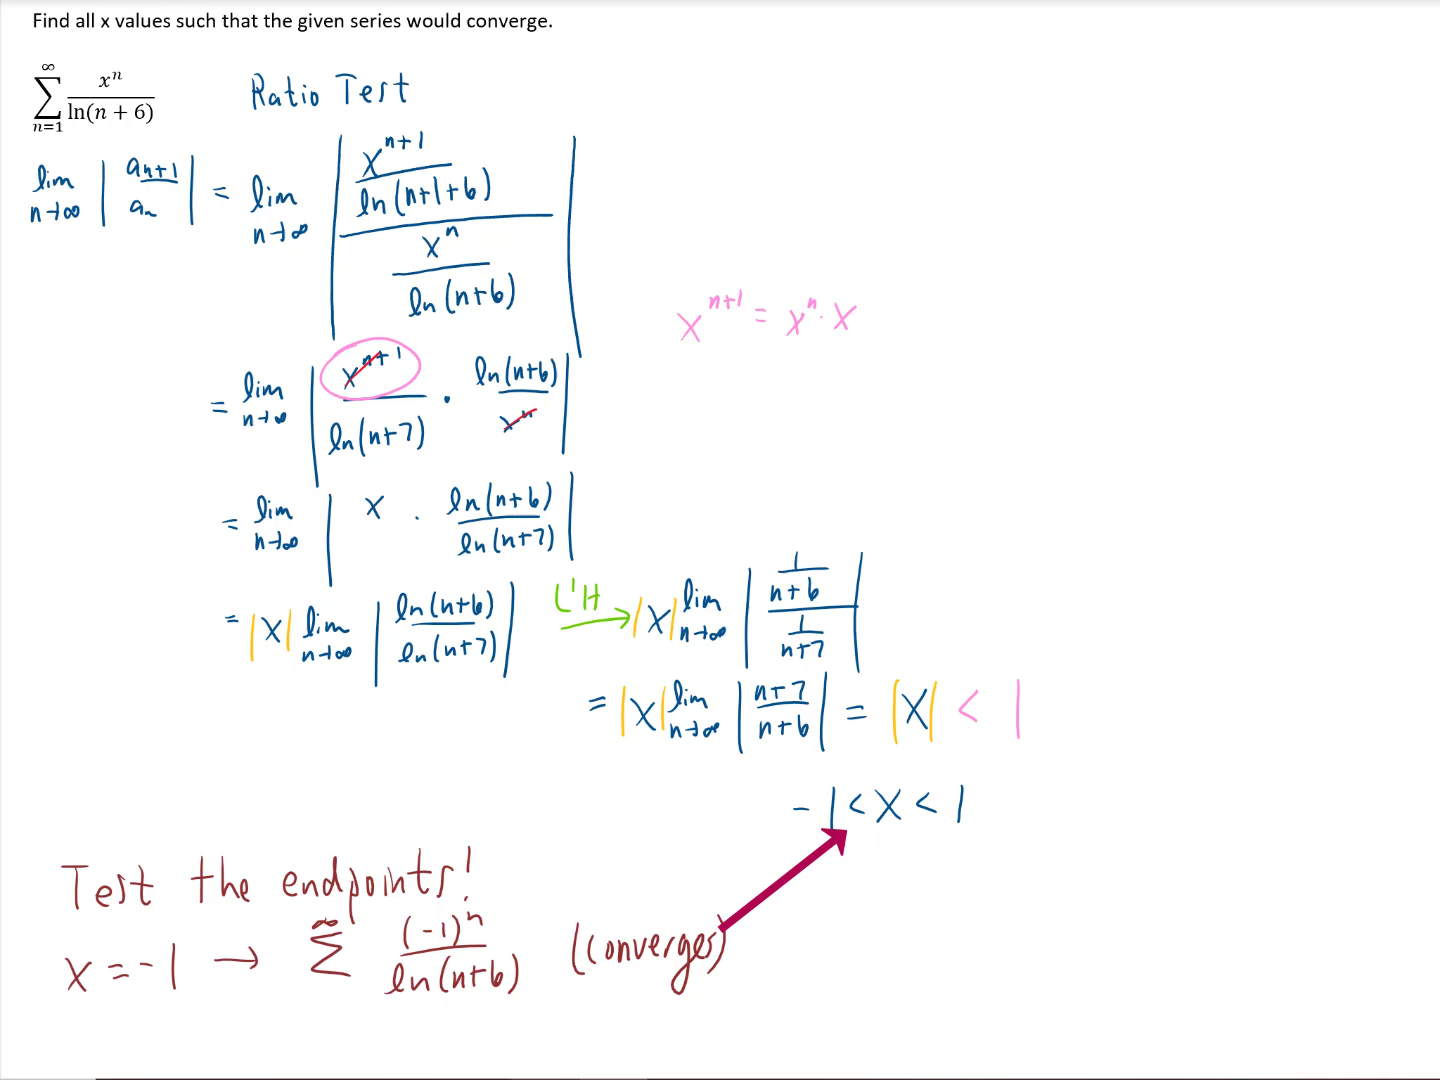 Find all x values such that the given series would converge.
∑_{n=1}^{∞} x^n / ln(n + 6)
Ratio Test
lim_{n→∞} | a_{n+1} / a_n | = lim_{n→∞} | (x^{n+1} / ln(n+1+6)) / (x^n / ln(n+6)) |
x^{n+1} = x^n · x
= lim_{n→∞} | x^{n+1} / ln(n+7) · ln(n+6) / x^n |
= lim_{n→∞} | x · ln(n+6) / ln(n+7) |
= |x| lim_{n→∞} | ln(n+6) / ln(n+7) | L'H → |x| lim_{n→∞} | (1 / n+6) / (1 / n+7) |
= |x| lim_{n→∞} | n+7 / n+6 | = |x| < 1
-1 < x < 1
Test the endpoints!
x = -1 → ∑^{∞} (-1)^n / ln(n+6) (converges)